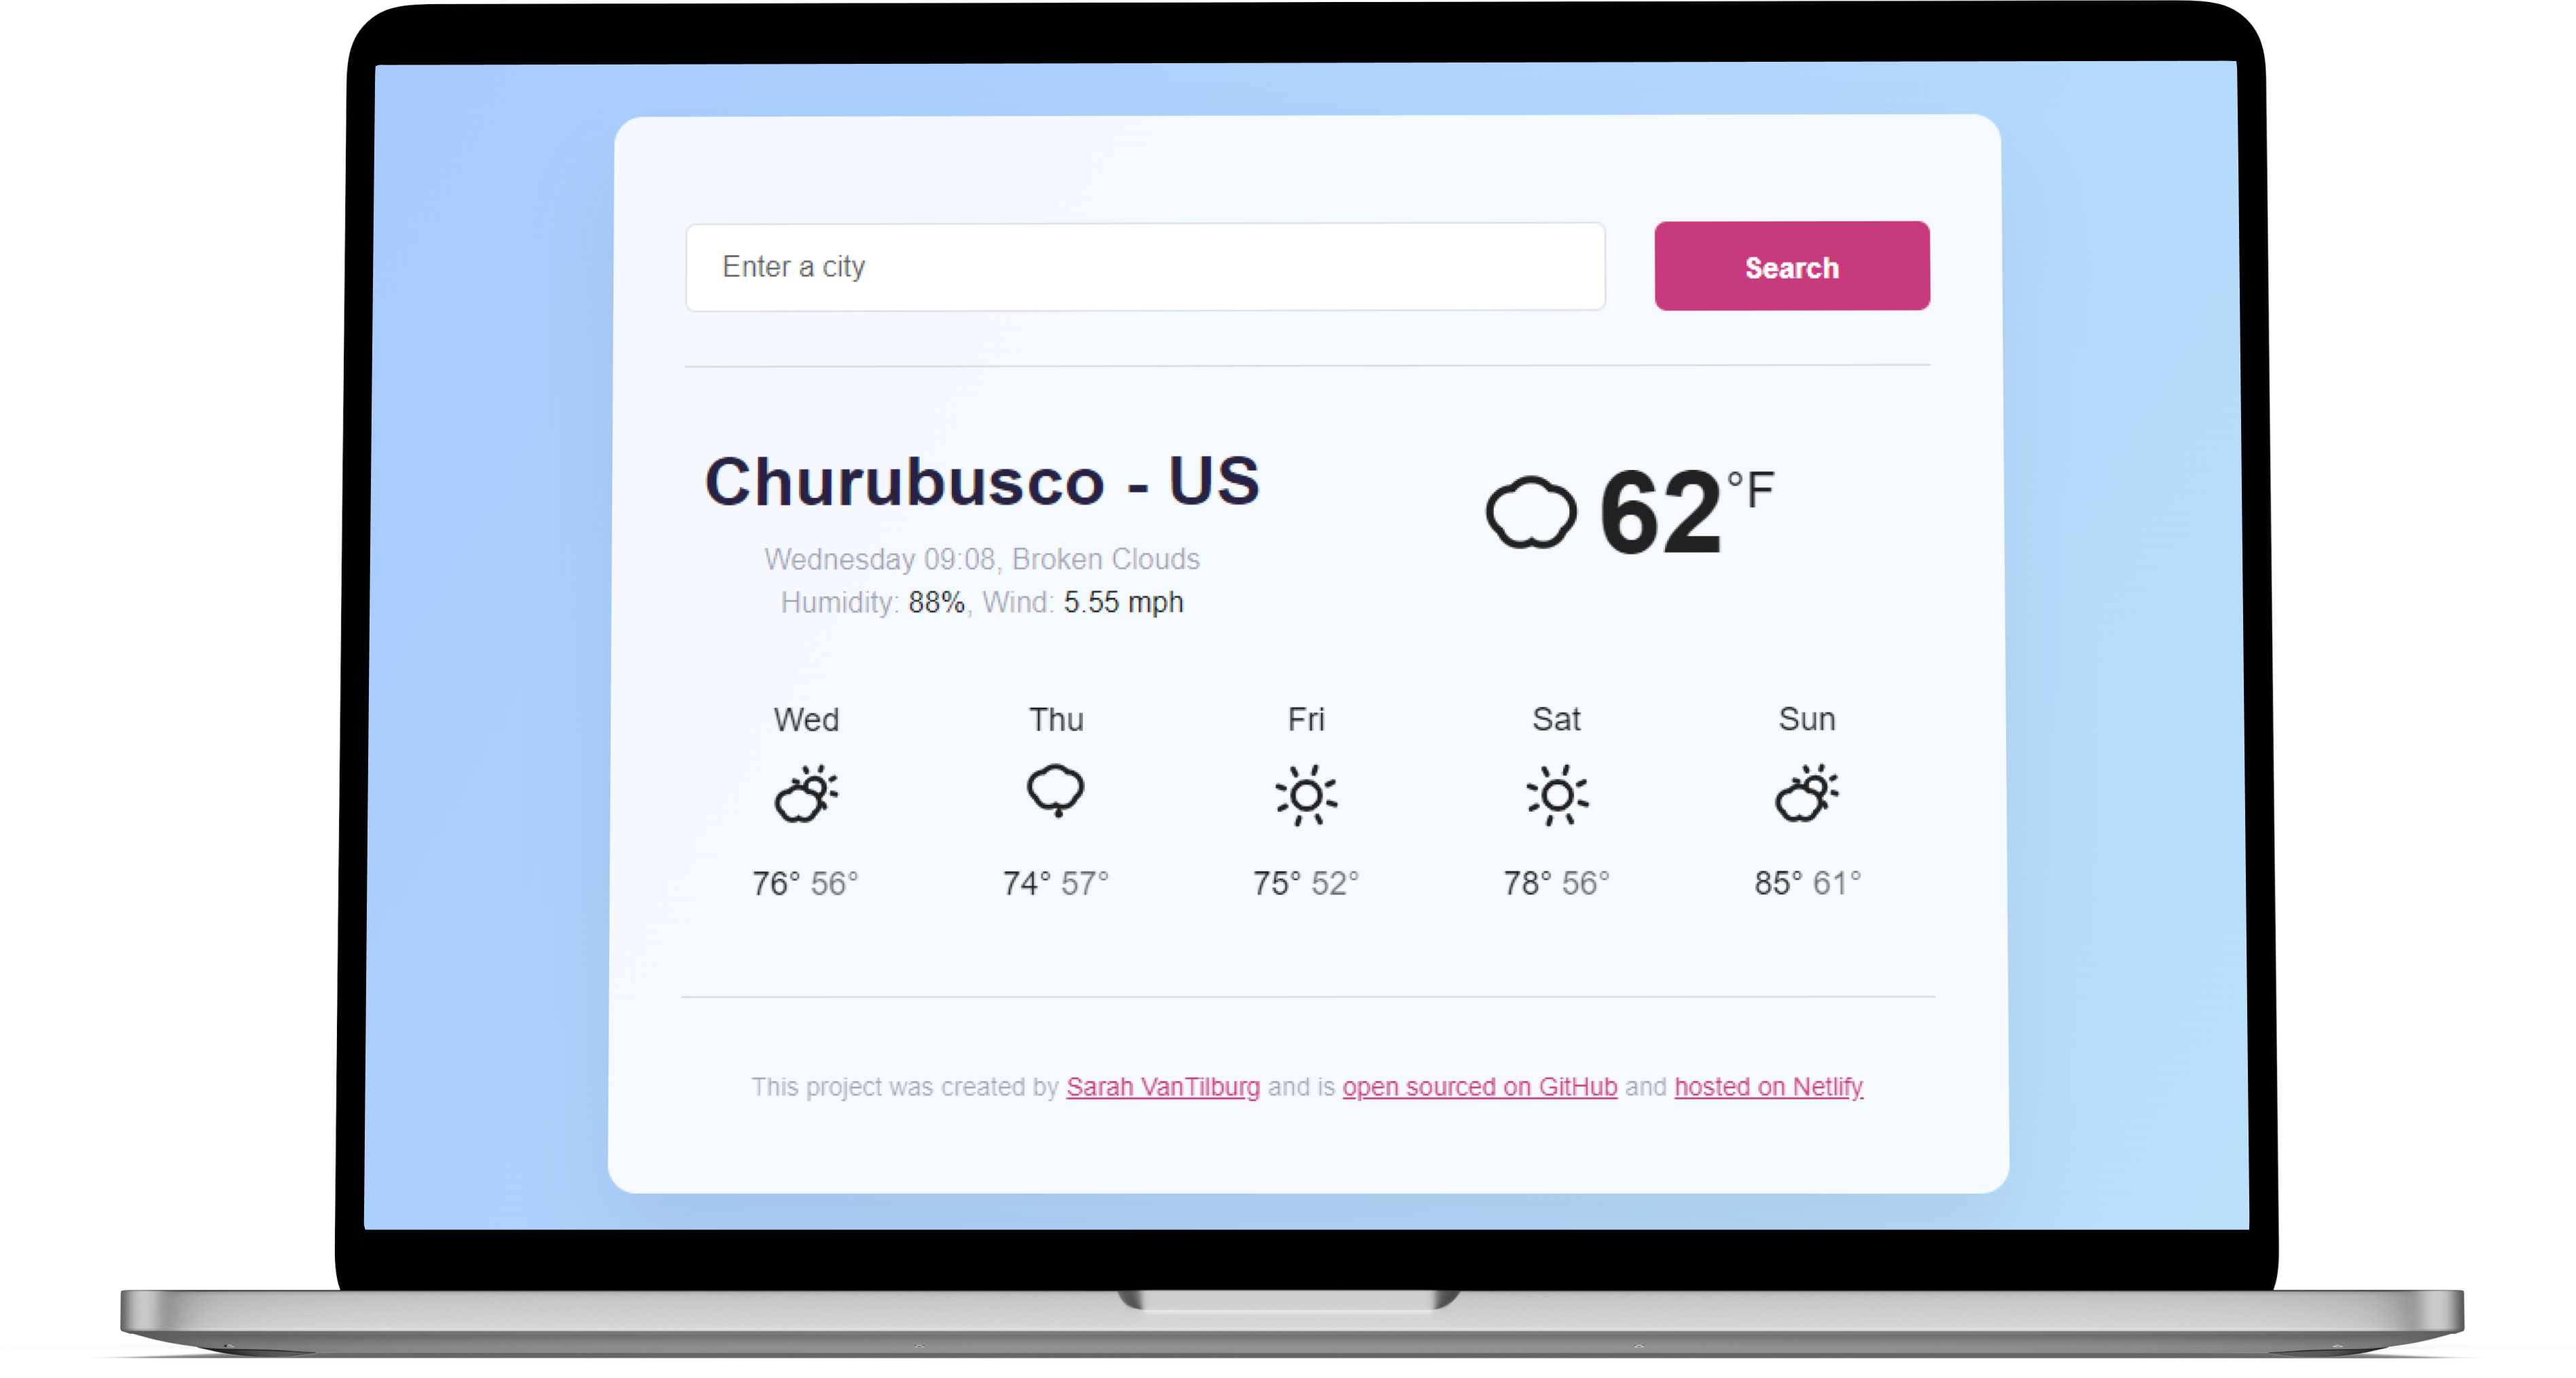 Enter a city
Search
Churubusco - US
62°F
Wednesday 09:08, Broken Clouds
Humidity: 88%, Wind: 5.55 mph
Wed Thu Fri Sat Sun
76° 56° 74° 57° 75° 52° 78° 56° 85° 61°
This project was created by Sarah VanTilburg and is open sourced on GitHub and hosted on Netlify